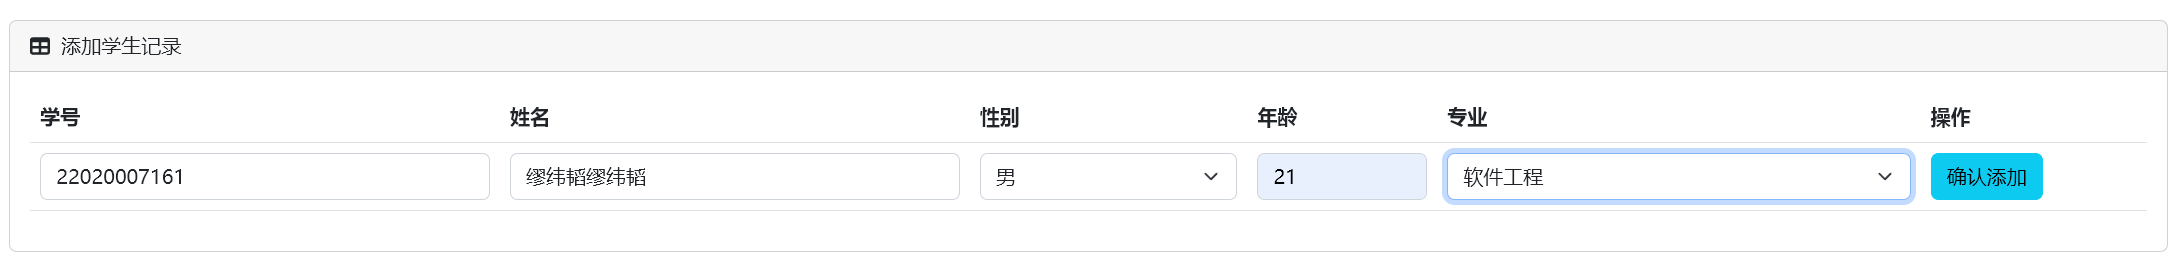 添加学生记录
学号 姓名 性别 年龄 专业 操作
22020007161 缪纬韬缪纬韬 男 21 软件工程 确认添加